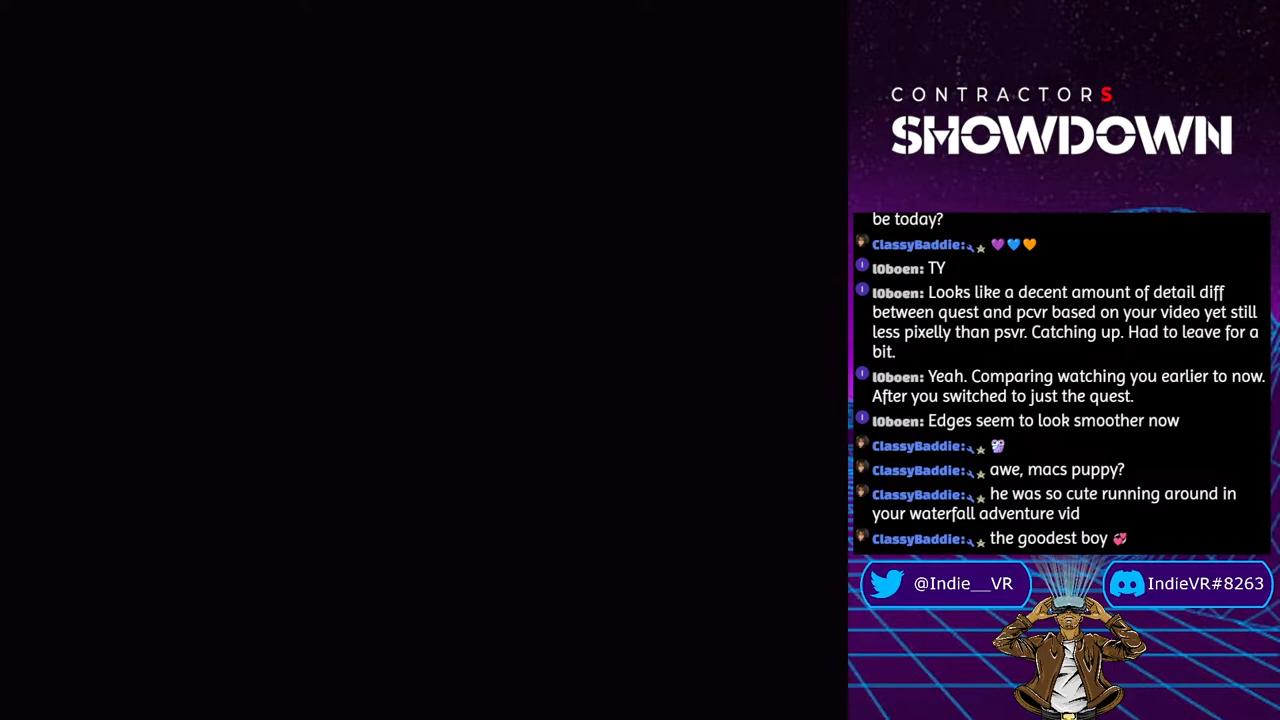 CONTRACTORS
SHOWDOWN
be today?
ClassyBaddie: 💜💙🧡
l0boen: TY
l0boen: Looks like a decent amount of detail diff
between quest and pcvr based on your video yet still
less pixelly than psvr. Catching up. Had to leave for a
bit.
l0boen: Yeah. Comparing watching you earlier to now.
After you switched to just the quest.
l0boen: Edges seem to look smoother now
ClassyBaddie:
ClassyBaddie: awe, macs puppy?
ClassyBaddie: he was so cute running around in
your waterfall adventure vid
ClassyBaddie: the goodest boy 💞
@Indie__VR
IndieVR#8263